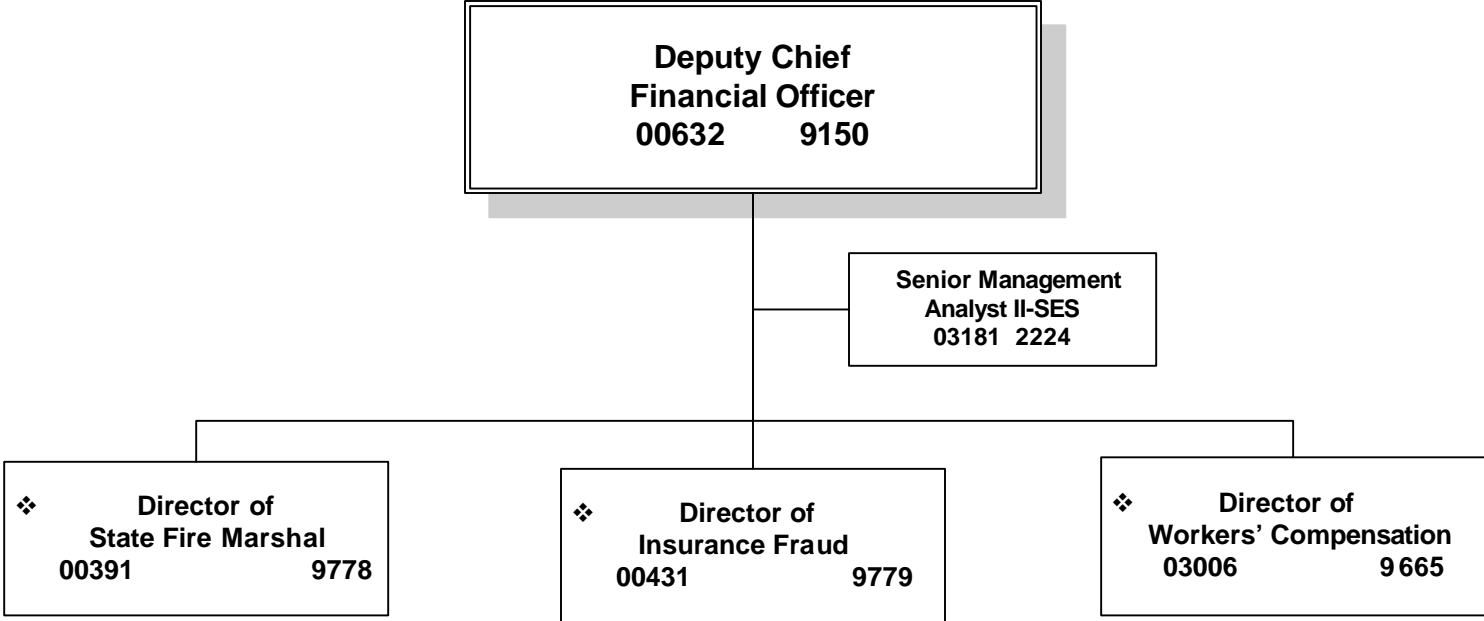 Deputy Chief
Financial Officer
00632 9150
Senior Management
Analyst II-SES
03181 2224
❖ Director of
State Fire Marshal
00391 9778
❖ Director of
Insurance Fraud
00431 9779
❖ Director of
Workers’ Compensation
03006 9665